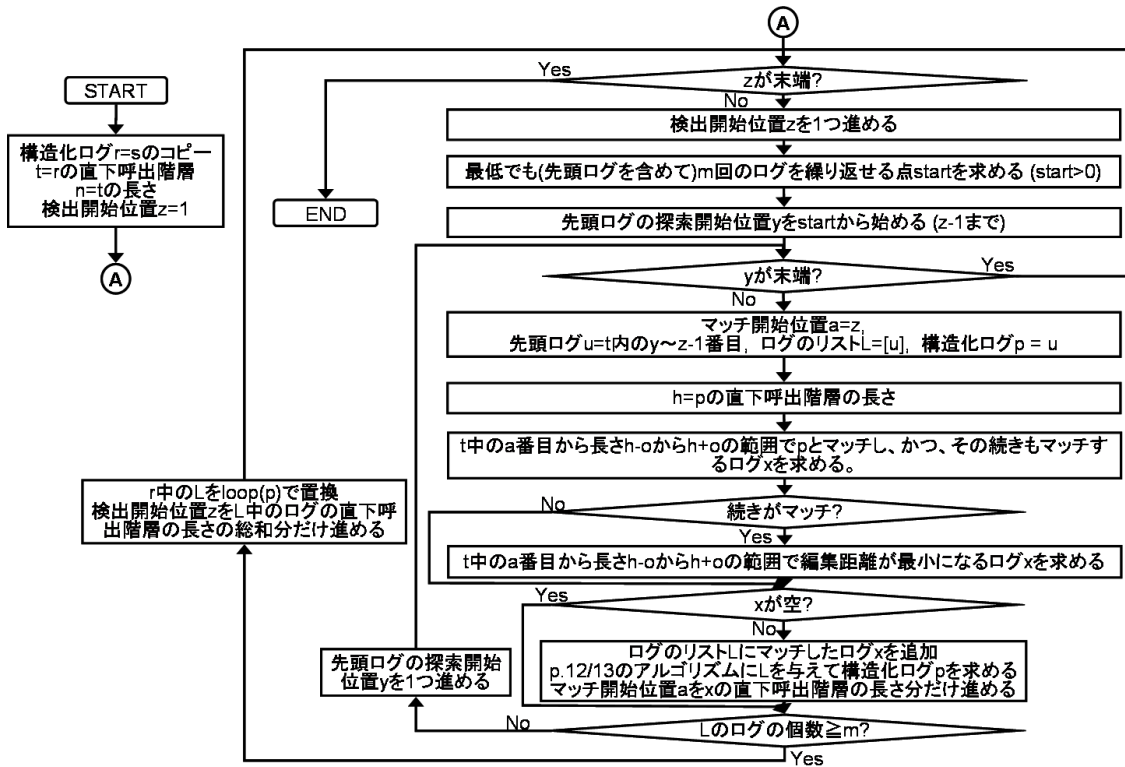 START
構造化ログr=sのコピー
t=rの直下呼出階層
n=tの長さ
検出開始位置z=1
A
A
zが末端?
Yes
No
END
検出開始位置zを1つ進める
最低でも(先頭ログを含めて)m回のログを繰り返せる点startを求める (start>0)
先頭ログの探索開始位置yをstartから始める (z-1まで)
yが末端?
Yes
No
マッチ開始位置a=z,
先頭ログu=t内のy～z-1番目, ログのリストL=[u], 構造化ログp = u
h=pの直下呼出階層の長さ
t中のa番目から長さh-oからh+oの範囲でpとマッチし、かつ、その続きもマッチす
るログxを求める。
続きがマッチ?
No
Yes
t中のa番目から長さh-oからh+oの範囲で編集距離が最小になるログxを求める
xが空?
Yes
No
ログのリストLにマッチしたログxを追加
p.12/13のアルゴリズムにLを与えて構造化ログpを求める
マッチ開始位置aをxの直下呼出階層の長さ分だけ進める
Lのログの個数≧m?
No
Yes
先頭ログの探索開始
位置yを1つ進める
r中のLをloop(p)で置換
検出開始位置zをL中のログの直下呼
出階層の長さの総和分だけ進める